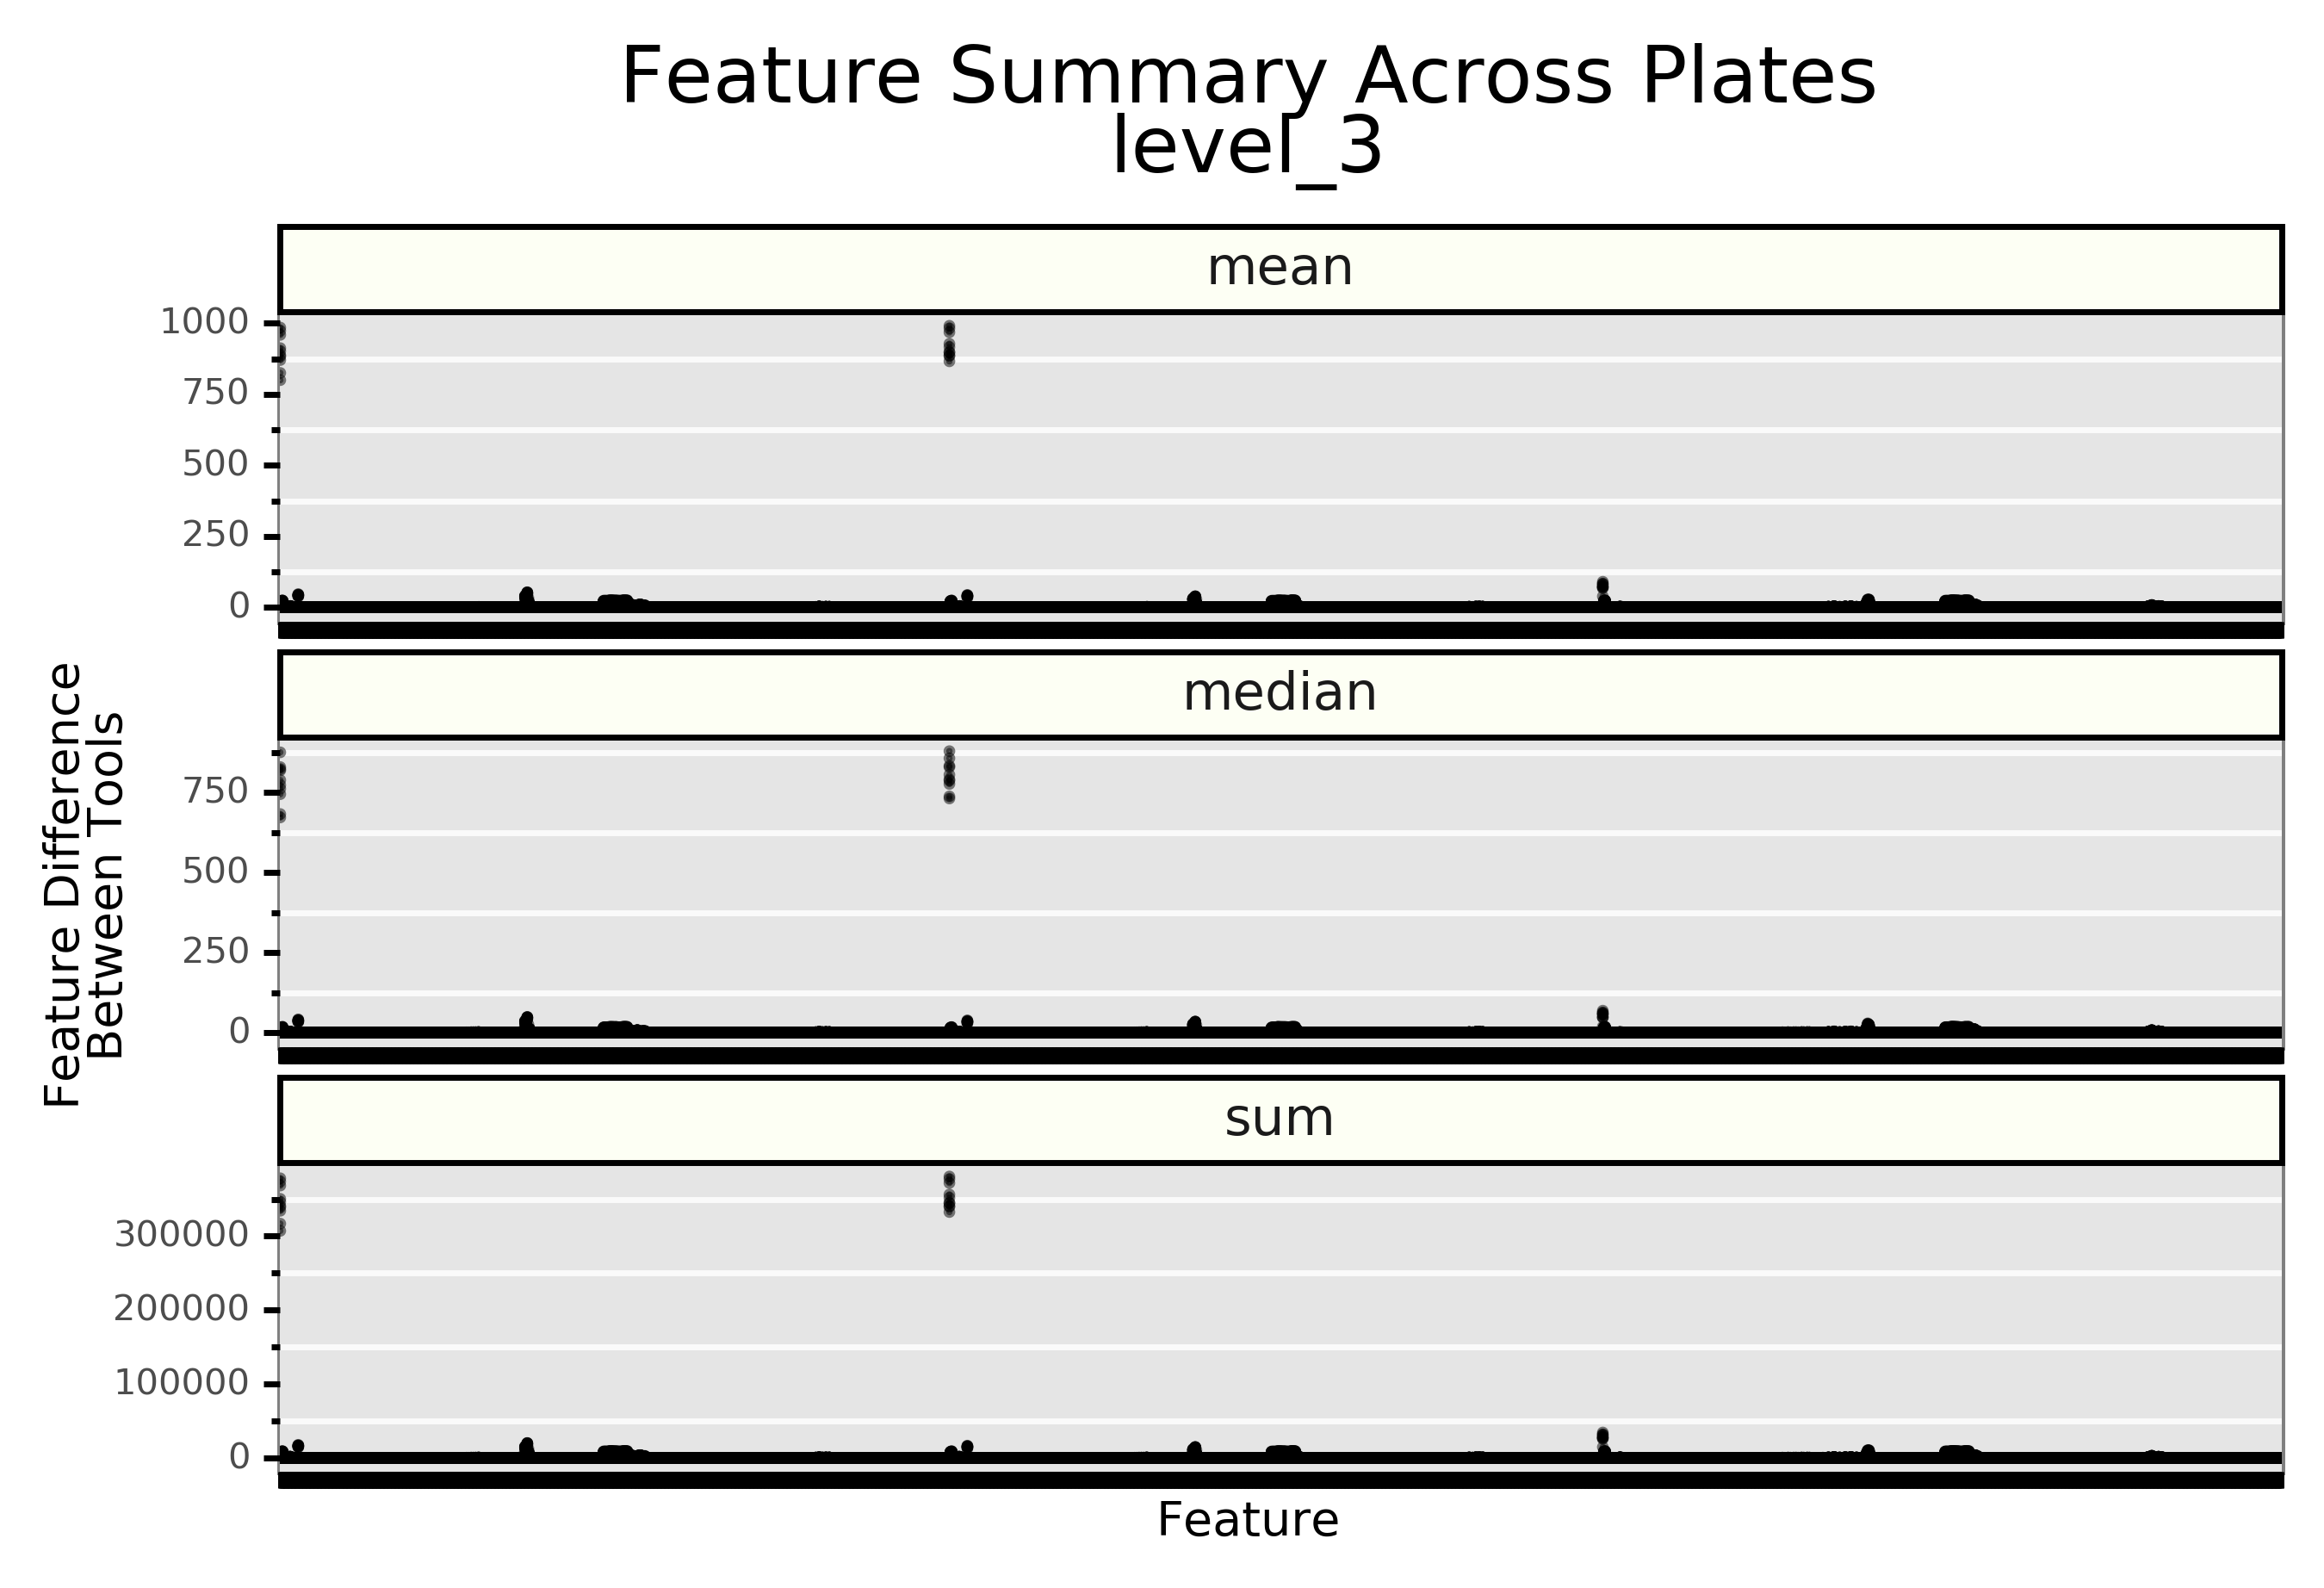 Feature Summary Across Plates
level_3
mean
1000
750
500
250
0
median
750
500
250
0
sum
300000
200000
100000
0
Feature Difference
Between Tools
Feature